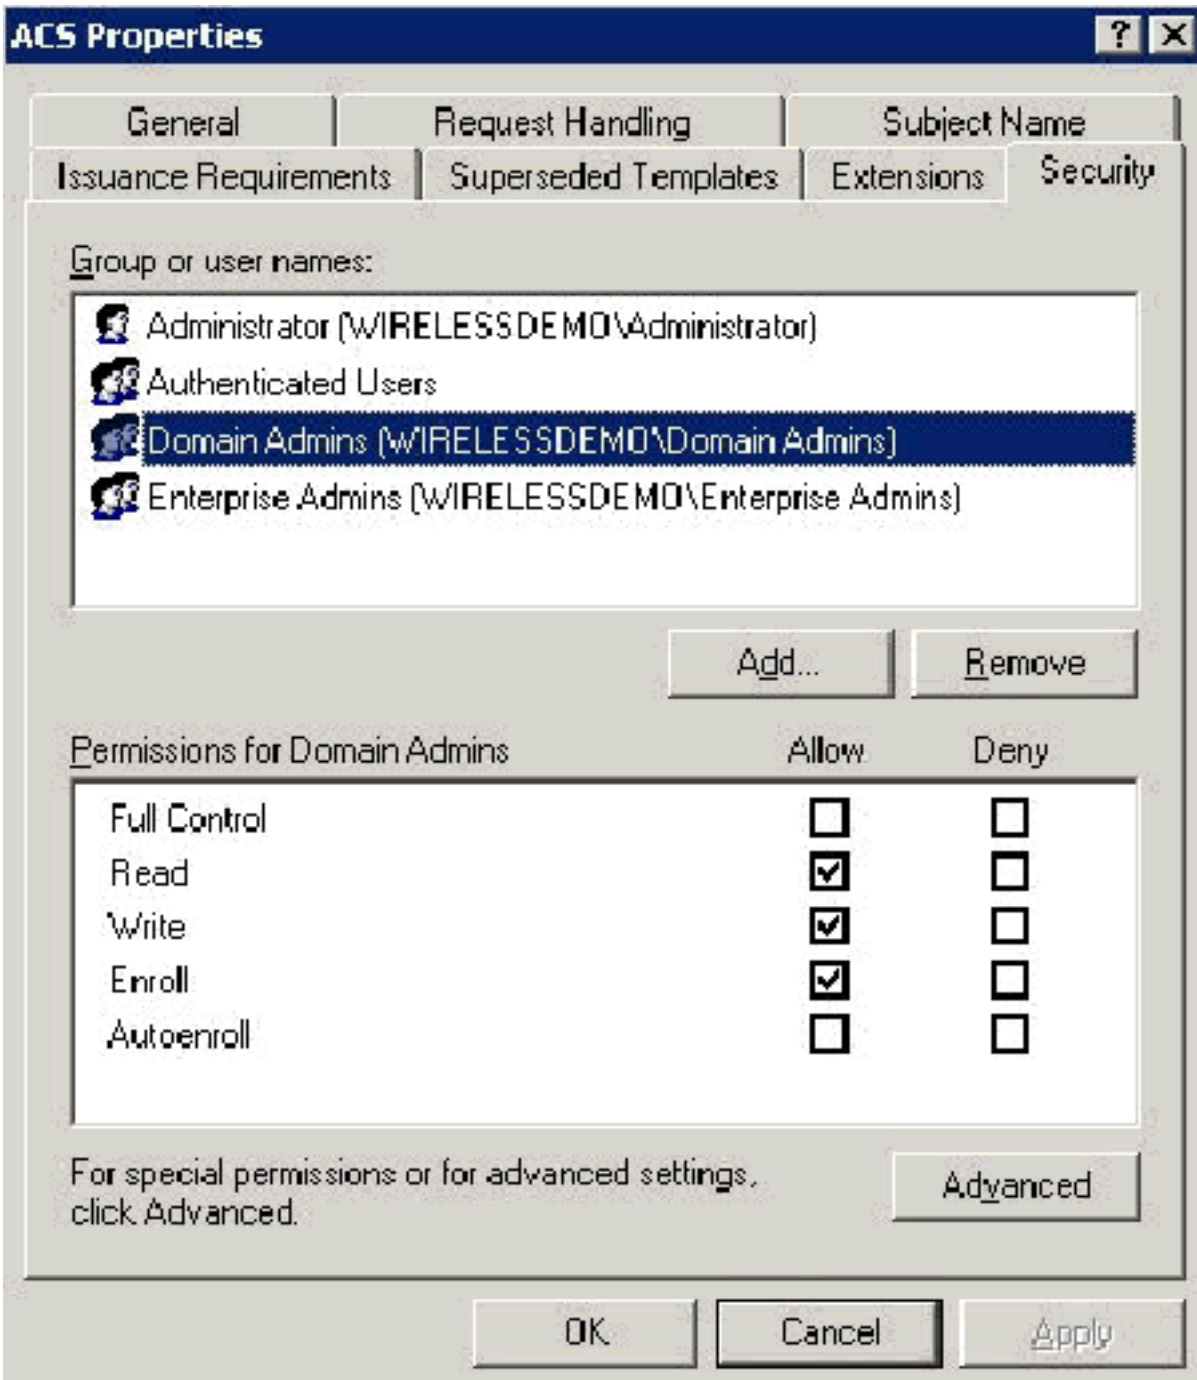 ACS Properties
General Request Handling Subject Name
Issuance Requirements Superseded Templates Extensions Security
Group or user names:
Administrator (WIRELESSDEMO\Administrator)
Authenticated Users
Domain Admins (WIRELESSDEMO\Domain Admins)
Enterprise Admins (WIRELESSDEMO\Enterprise Admins)
Add... Remove
Permissions for Domain Admins Allow Deny
Full Control
Read
Write
Enroll
Autoenroll
For special permissions or for advanced settings,
click Advanced.
Advanced
OK Cancel Apply